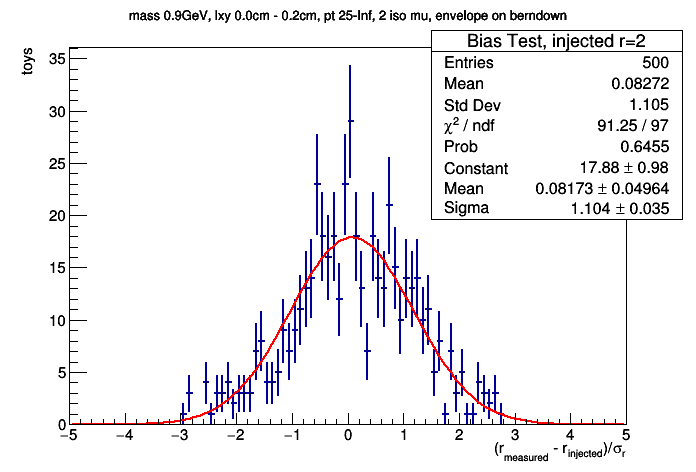 mass 0.9GeV, lxy 0.0cm - 0.2cm, pt 25-Inf, 2 iso mu, envelope on berndown
Bias Test, injected r=2
Entries 500
Mean 0.08272
Std Dev 1.105
χ² / ndf 91.25 / 97
Prob 0.6455
Constant 17.88 ± 0.98
Mean 0.08173 ± 0.04964
Sigma 1.104 ± 0.035
toys
35
30
25
20
15
10
5
0
−5 −4 −3 −2 −1 0 1 2 3 4 5
(r_measured - r_injected)/σ_r